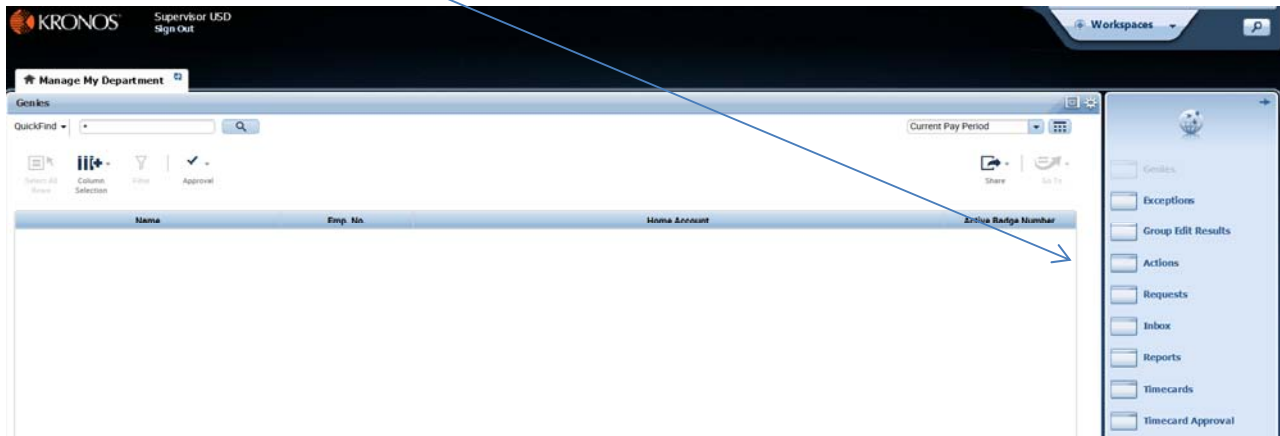 KRONOS
Supervisor USD
Sign Out
Workspaces
Manage My Department
Genies
QuickFind
*
Current Pay Period
Select All Rows
Column Selection
Filter
Approval
Share
Go To
Name
Emp. No.
Home Account
Active Badge Number
Genies
Exceptions
Group Edit Results
Actions
Requests
Inbox
Reports
Timecards
Timecard Approval